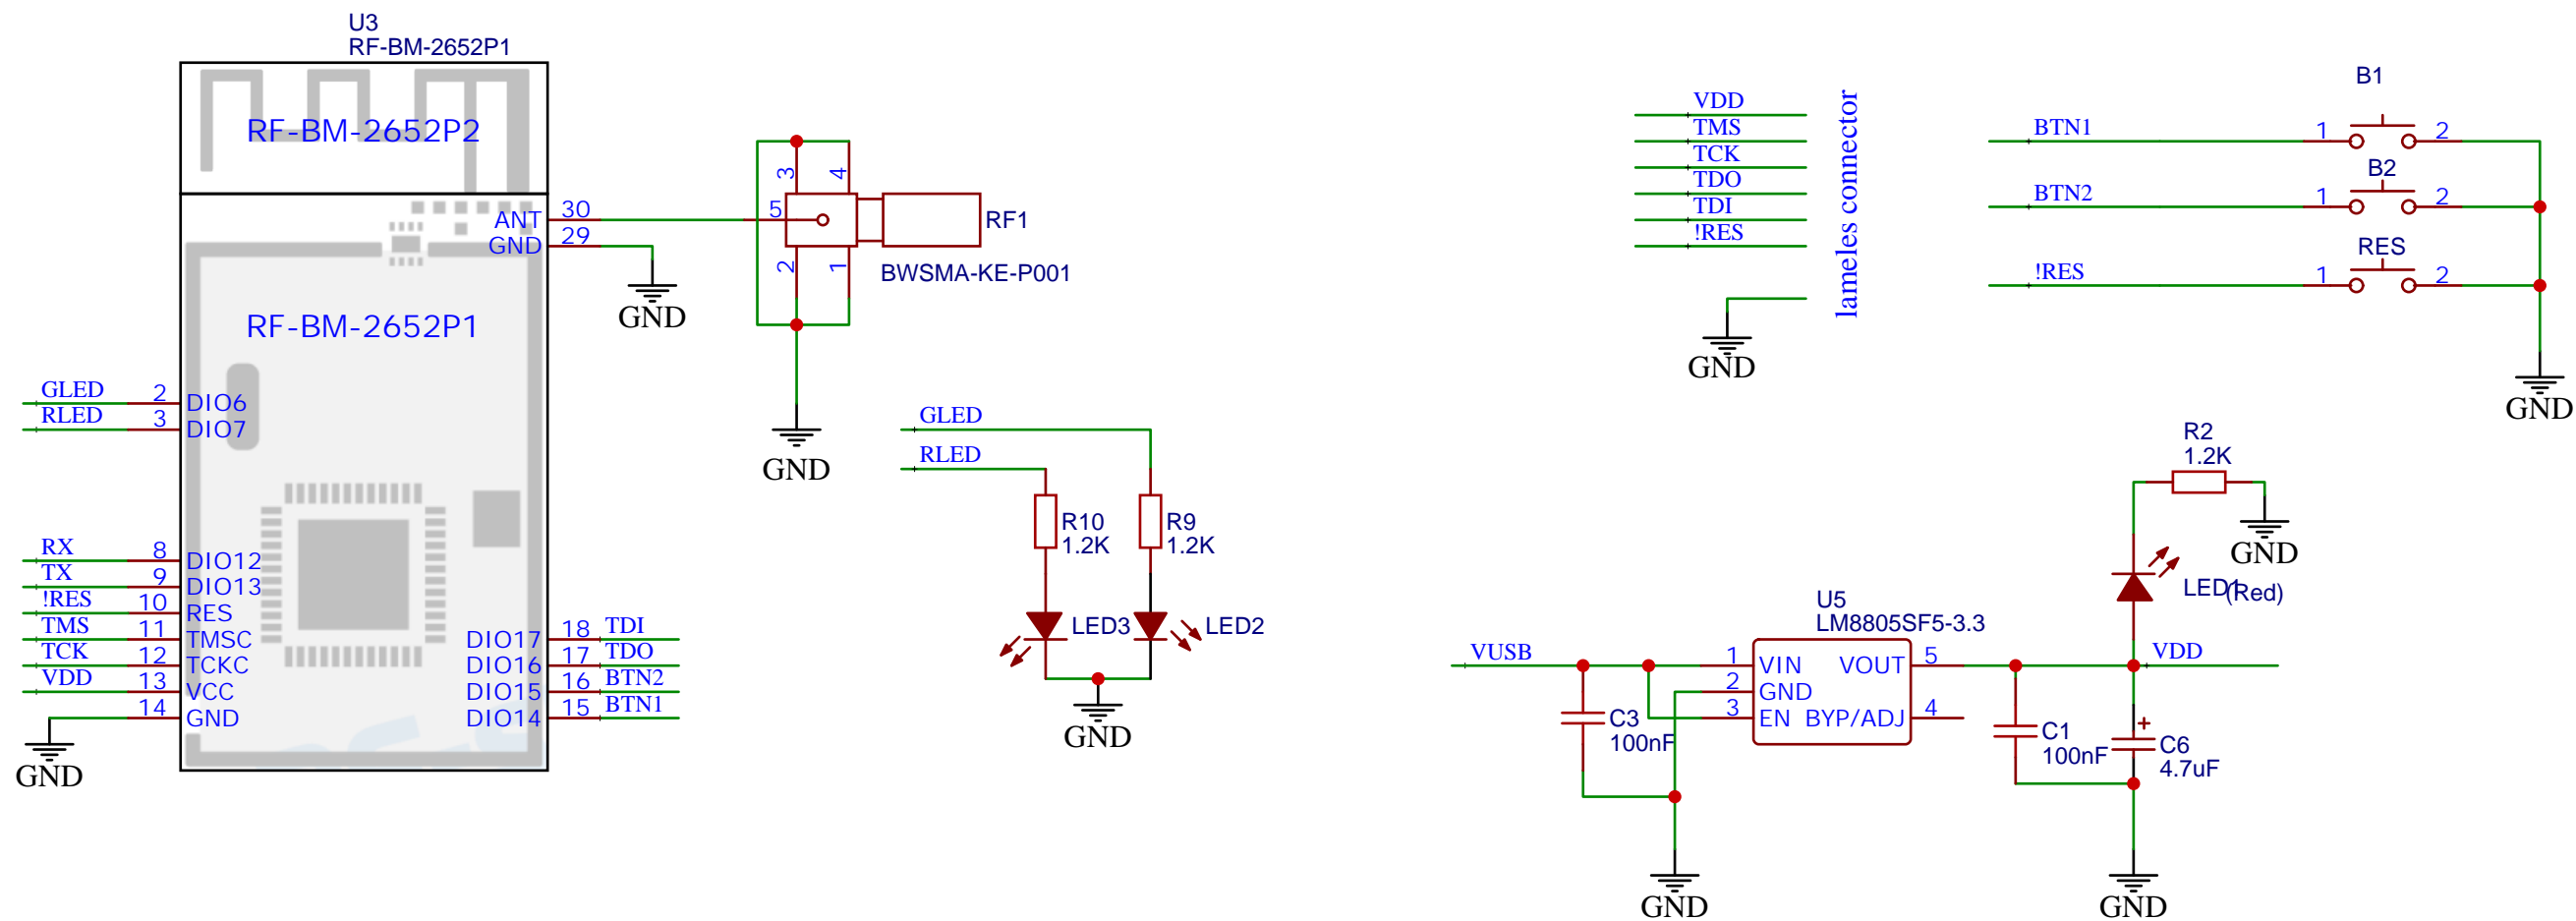 U3
RF-BM-2652P1
RF-BM-2652P2
ANT 30
GND 29
GND
RF-BM-2652P1
GLED 2 DIO6
RLED 3 DIO7
RX 8 DIO12
TX 9 DIO13
!RES 10 RES
TMS 11 TMSC
TCK 12 TCKC
VDD 13 VCC
14 GND
GND
DIO17 18 TDI
DIO16 17 TDO
DIO15 16 BTN2
DIO14 15 BTN1
3 4
5
2 1
RF1
BWSMA-KE-P001
GND
GLED
RLED
R10
1.2K
R9
1.2K
LED3
LED2
GND
VDD
TMS
TCK
TDO
TDI
!RES
GND
lameles connector
B1
BTN1 1 2
B2
BTN2 1 2
RES
!RES 1 2
GND
R2
1.2K
GND
LED1
(Red)
U5
LM8805SF5-3.3
VUSB
1 VIN
2 GND
3 EN
VOUT 5
BYP/ADJ 4
VDD
C3
100nF
GND
C1
100nF
+
C6
4.7uF
GND